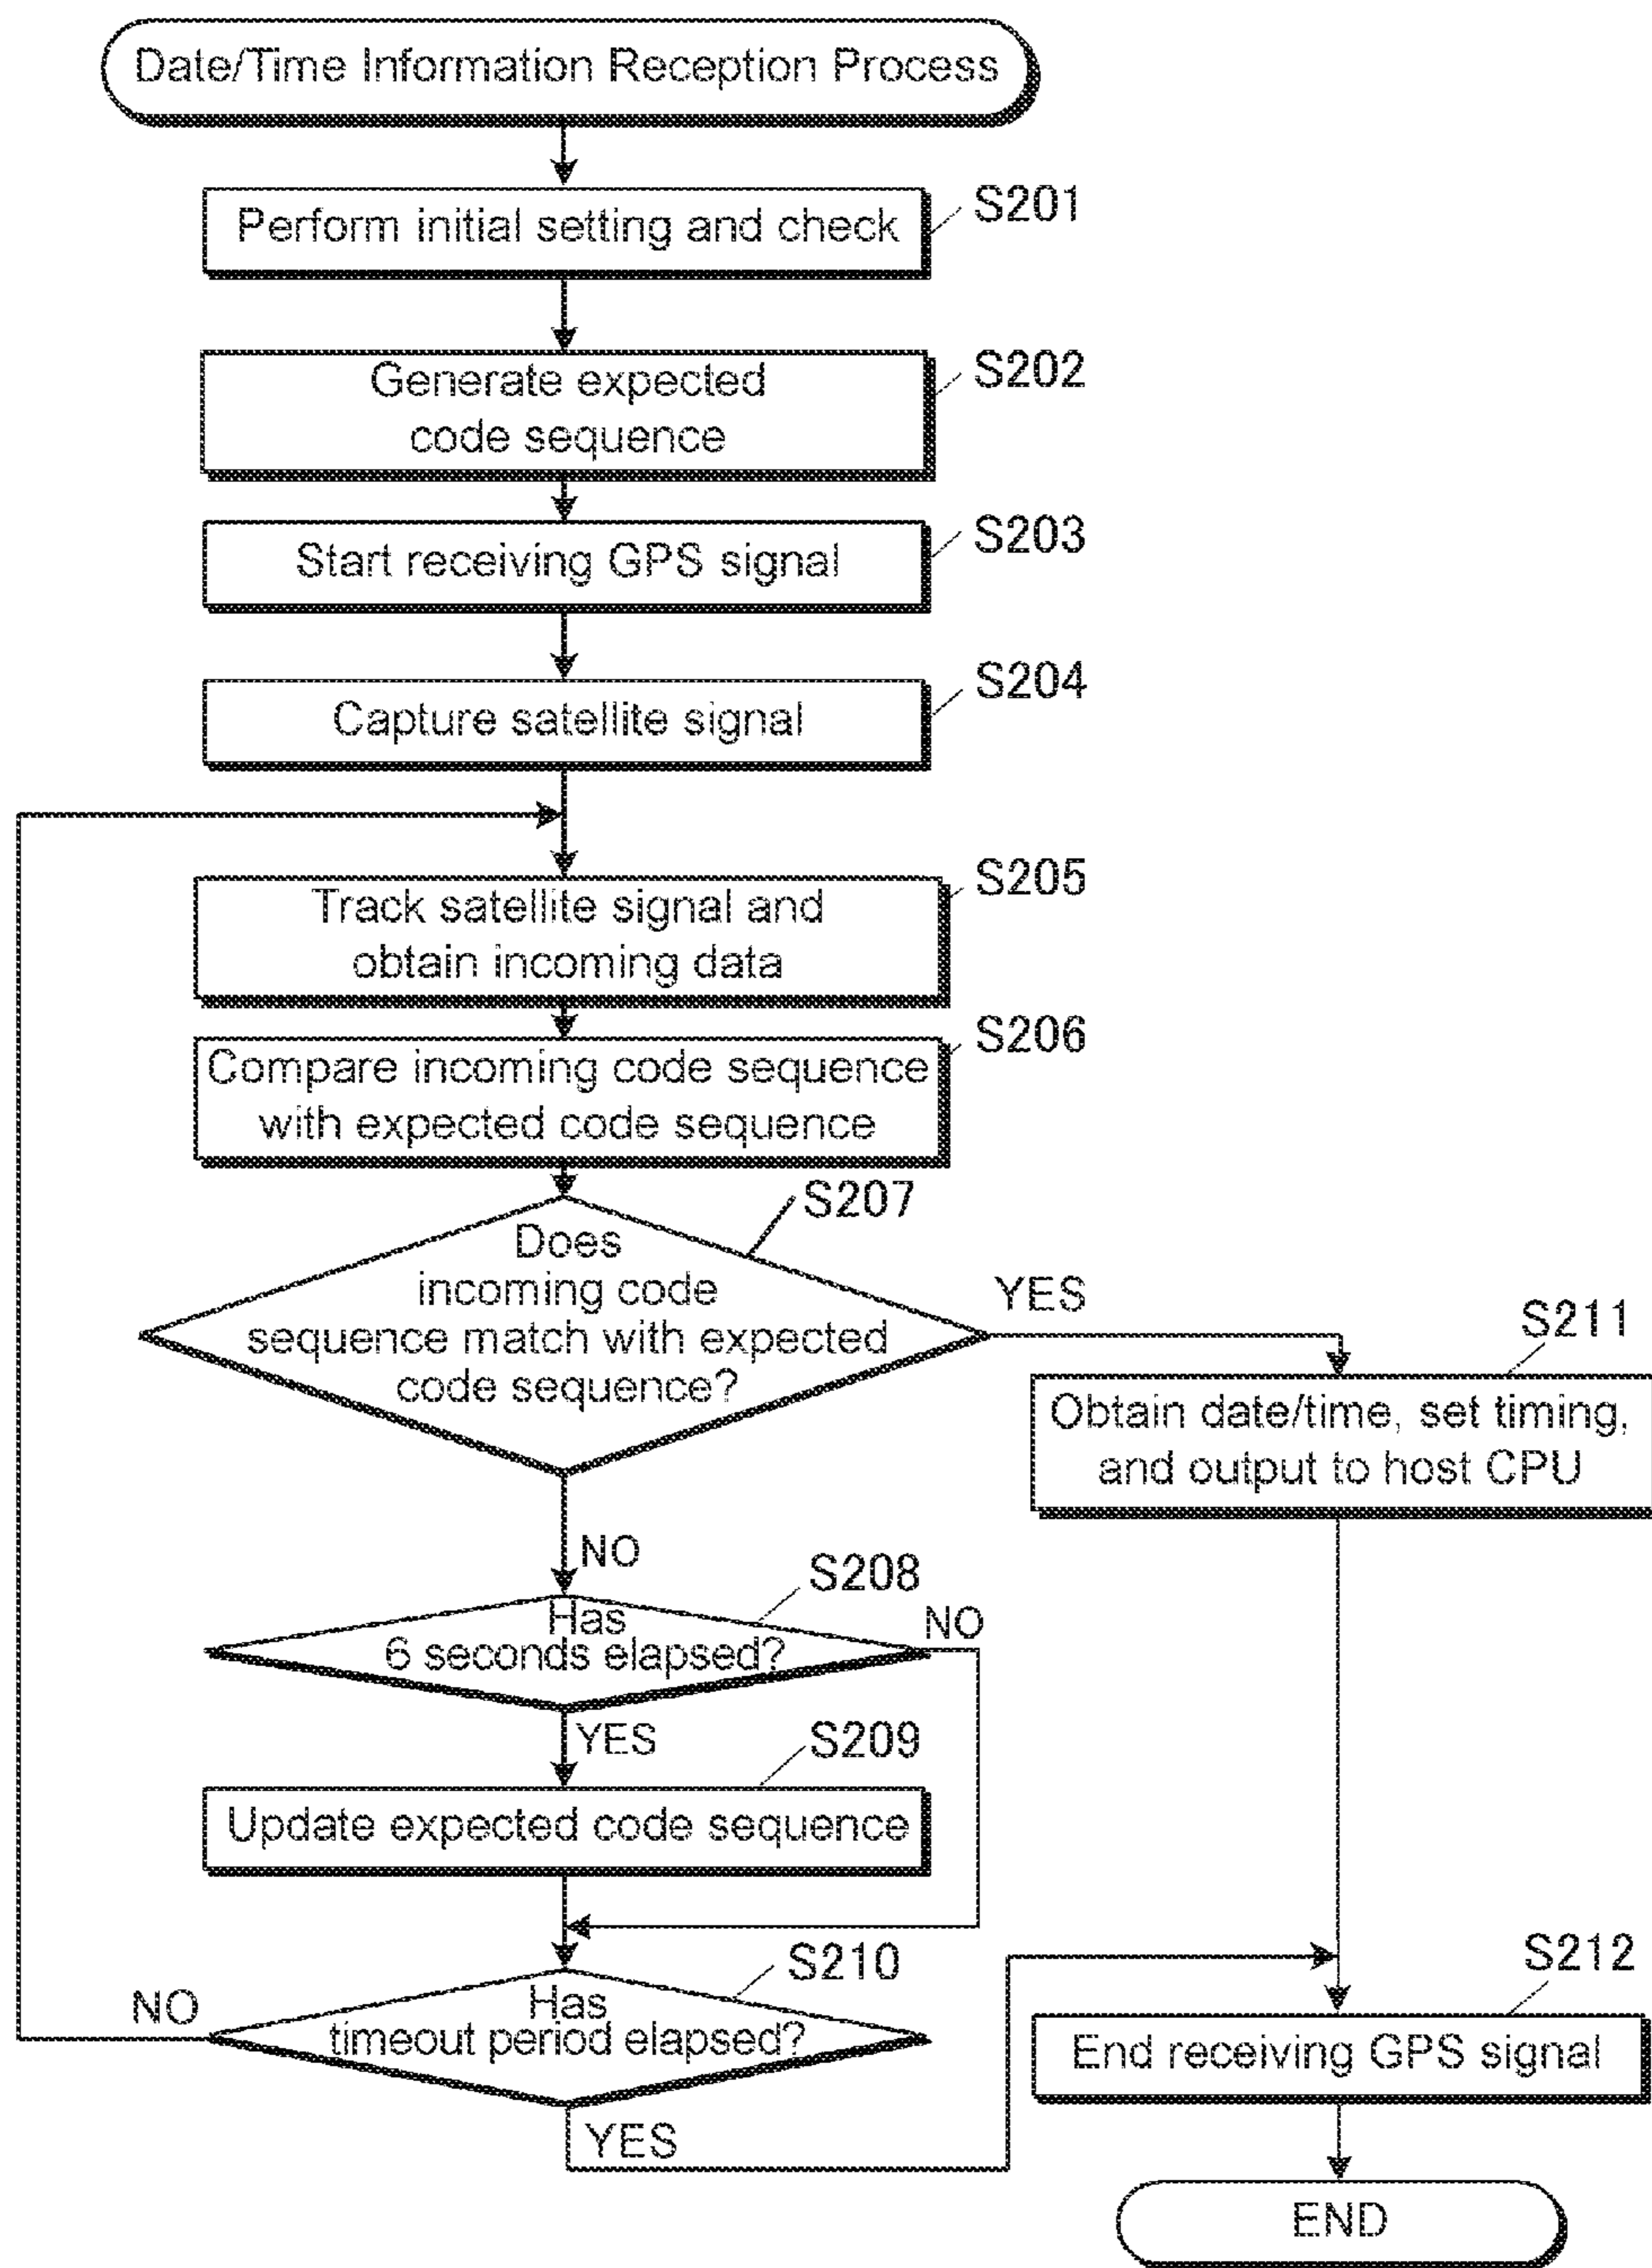 Date/Time Information Reception Process
S201
Perform initial setting and check
S202
Generate expected
code sequence
S203
Start receiving GPS signal
S204
Capture satellite signal
S205
Track satellite signal and
obtain incoming data
S206
Compare incoming code sequence
with expected code sequence
S207
Does
incoming code
sequence match with expected
code sequence?
YES
S211
Obtain date/time, set timing,
and output to host CPU
NO
S208
Has
6 seconds elapsed?
NO
YES
S209
Update expected code sequence
S210
Has
timeout period elapsed?
NO
YES
S212
End receiving GPS signal
END